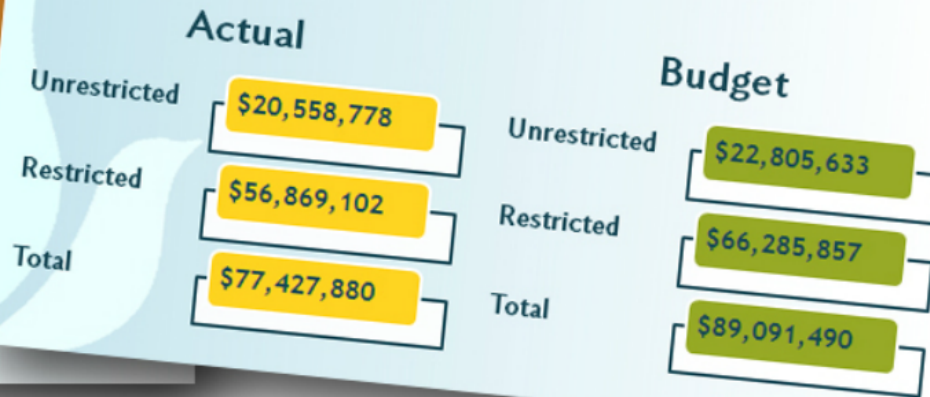 Actual
Unrestricted $20,558,778
Restricted $56,869,102
Total $77,427,880
Budget
Unrestricted $22,805,633
Restricted $66,285,857
Total $89,091,490